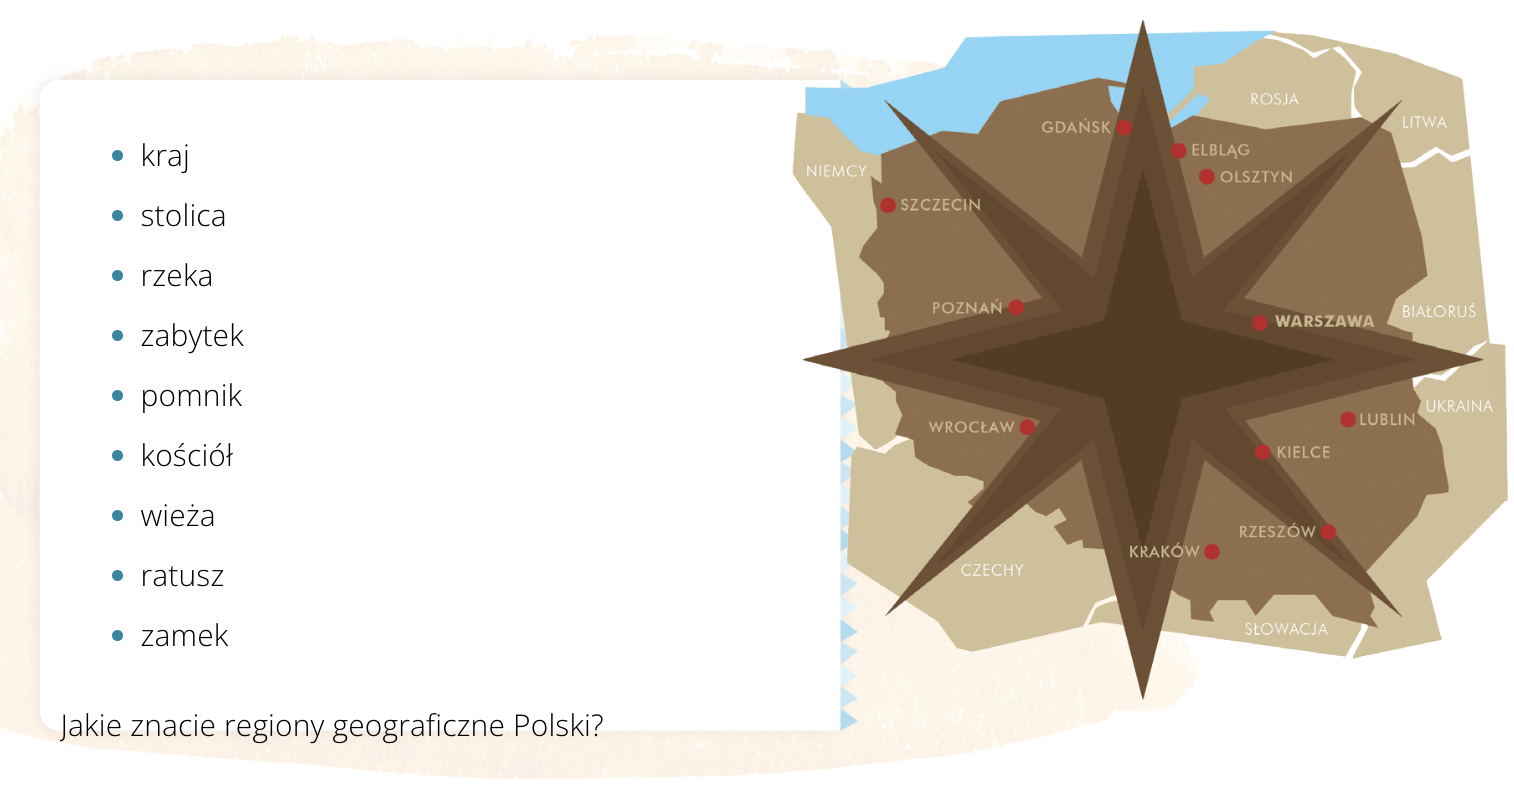 kraj
stolica
rzeka
zabytek
pomnik
kościół
wieża
ratusz
zamek
Jakie znacie regiony geograficzne Polski?
ROSJA
LITWA
GDAŃSK
ELBLĄG
NIEMCY
OLSZTYN
SZCZECIN
POZNAŃ
WARSZAWA
BIAŁORUŚ
UKRAINA
WROCŁAW
LUBLIN
KIELCE
RZESZÓW
KRAKÓW
CZECHY
SŁOWACJA